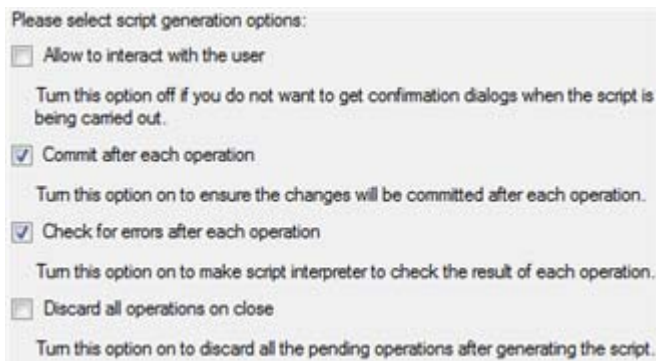 Please select script generation options:
Allow to interact with the user
Turn this option off if you do not want to get confirmation dialogs when the script is
being carried out.
Commit after each operation
Turn this option on to ensure the changes will be committed after each operation.
Check for errors after each operation
Turn this option on to make script interpreter to check the result of each operation.
Discard all operations on close
Turn this option on to discard all the pending operations after generating the script.